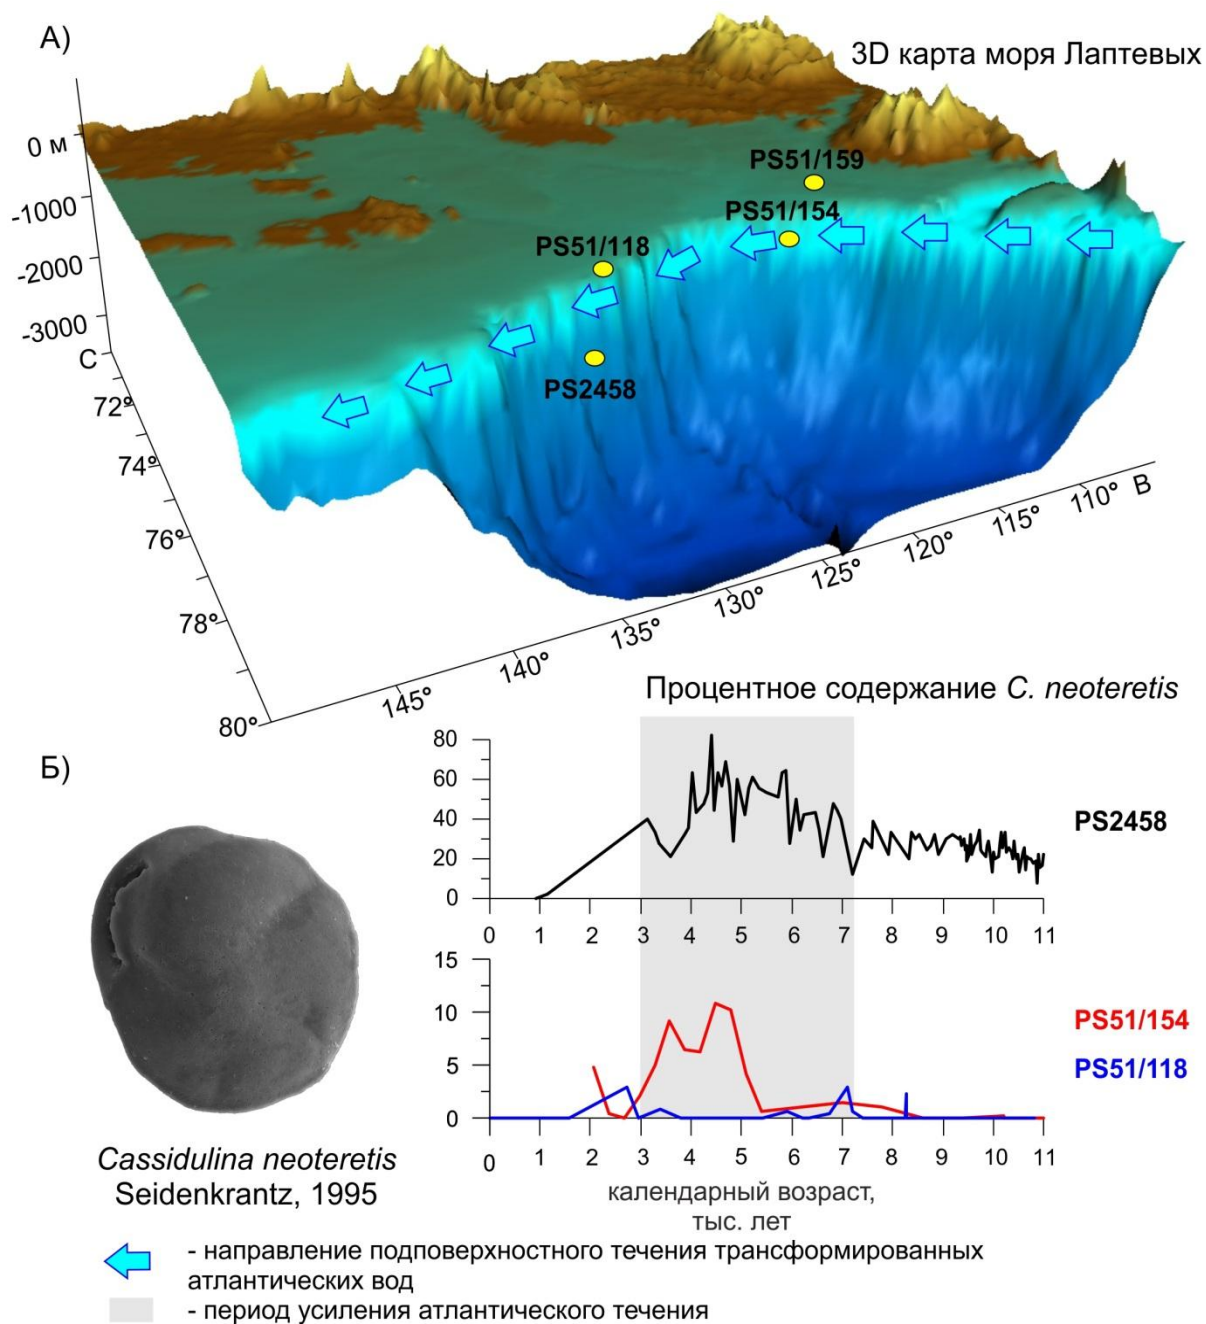 А)
3D карта моря Лаптевых
0 м
-1000
-2000
-3000
С
72°
74°
76°
78°
80°
PS51/159
PS51/154
PS51/118
PS2458
145°
140°
135°
130°
125°
120°
115°
110°
В
Процентное содержание C. neoteretis
Б)
80
60
40
20
0
0 1 2 3 4 5 6 7 8 9 10 11
PS2458
15
10
5
0
0 1 2 3 4 5 6 7 8 9 10 11
PS51/154
PS51/118
календарный возраст,
тыс. лет
Cassidulina neoteretis
Seidenkrantz, 1995
- направление подповерхностного течения трансформированных
атлантических вод
- период усиления атлантического течения